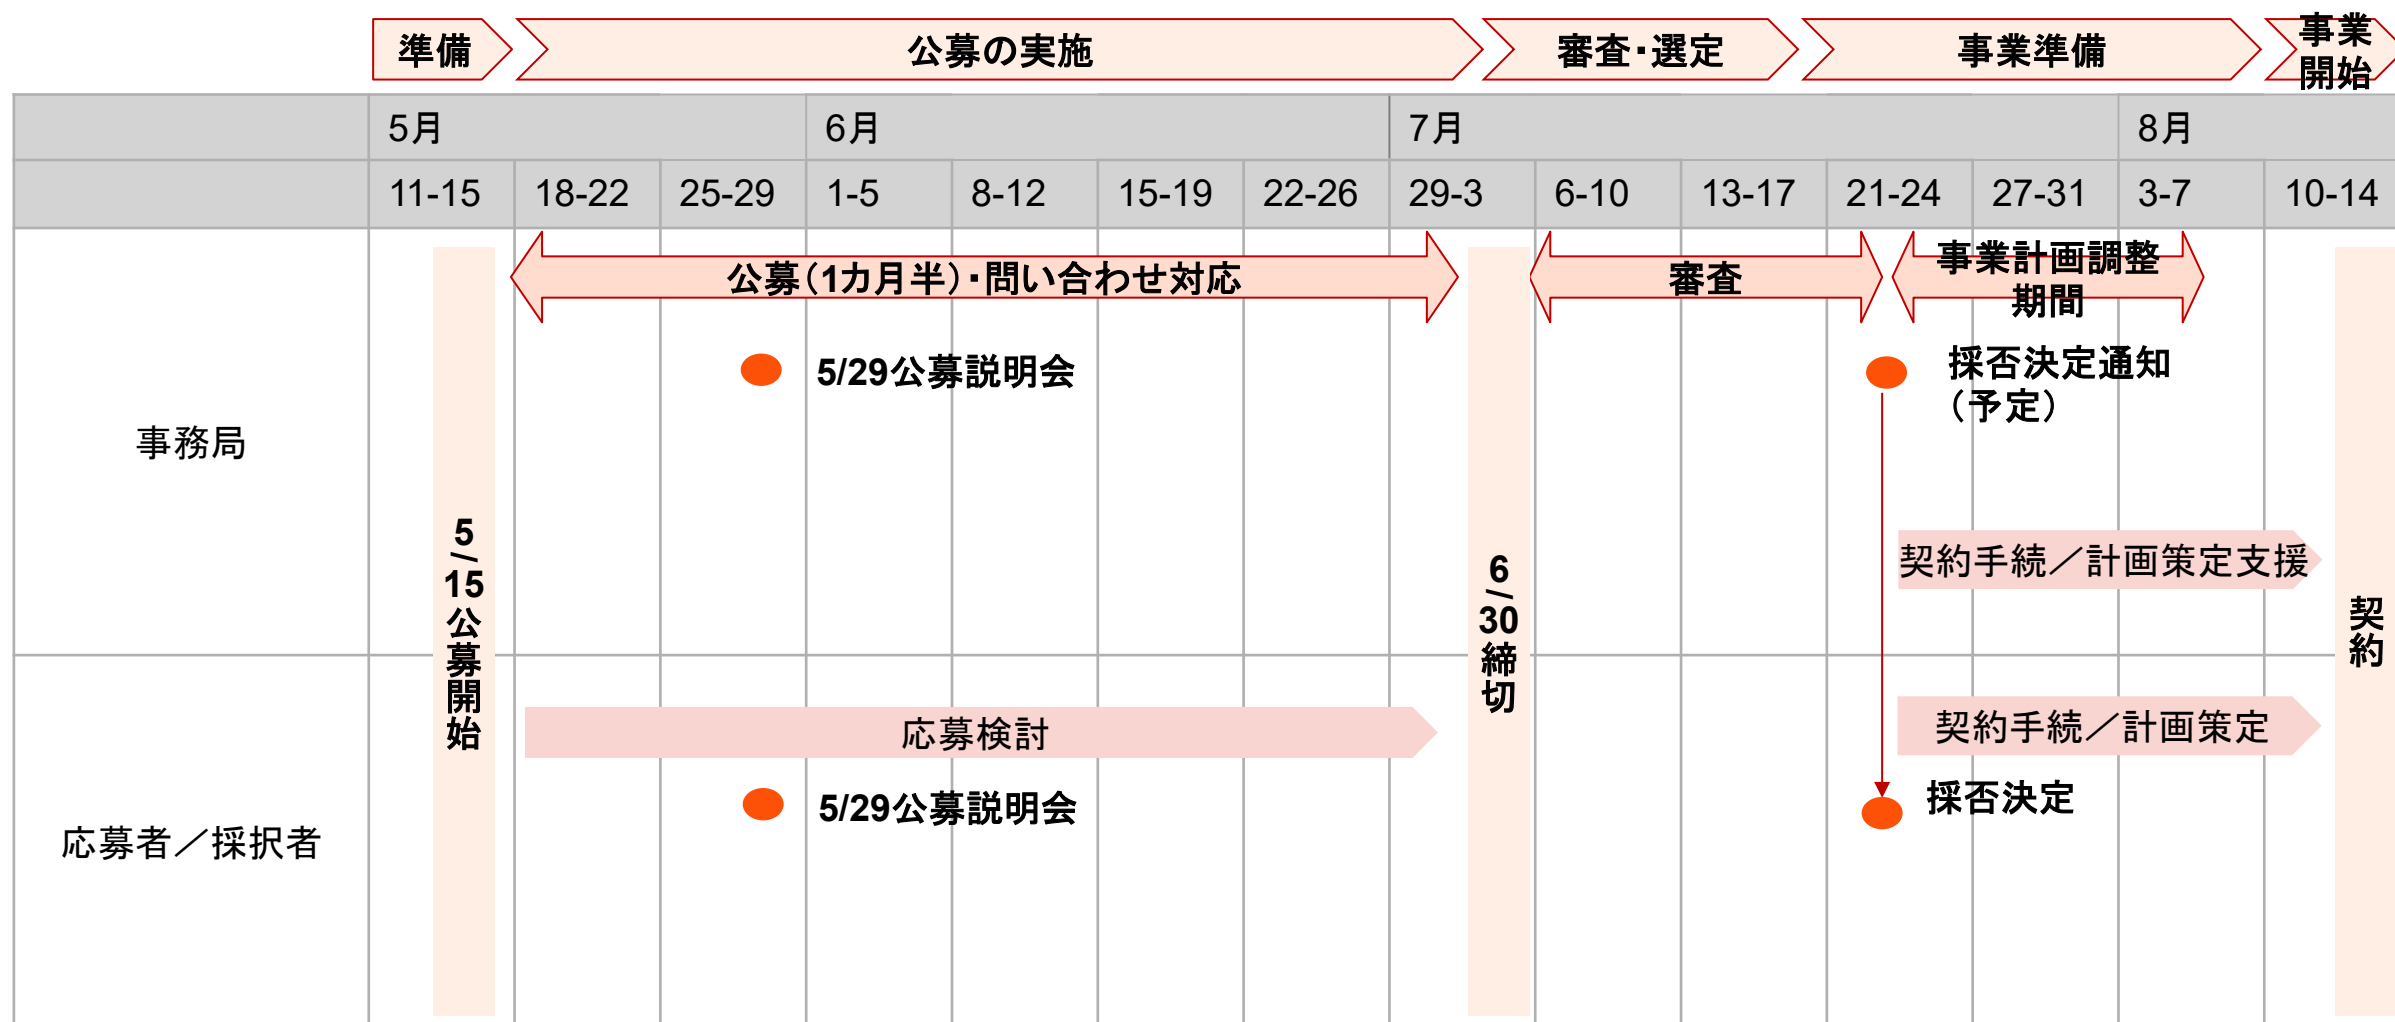 準備
公募の実施
審査・選定
事業準備
事業
開始
5月
6月
7月
8月
11-15
18-22
25-29
1-5
8-12
15-19
22-26
29-3
6-10
13-17
21-24
27-31
3-7
10-14
事務局
公募（1カ月半）・問い合わせ対応
審査
事業計画調整
期間
5/29公募説明会
採否決定通知
（予定）
5/15公募開始
6/30締切
契約手続／計画策定支援
契約
応募者／採択者
応募検討
契約手続／計画策定
5/29公募説明会
採否決定